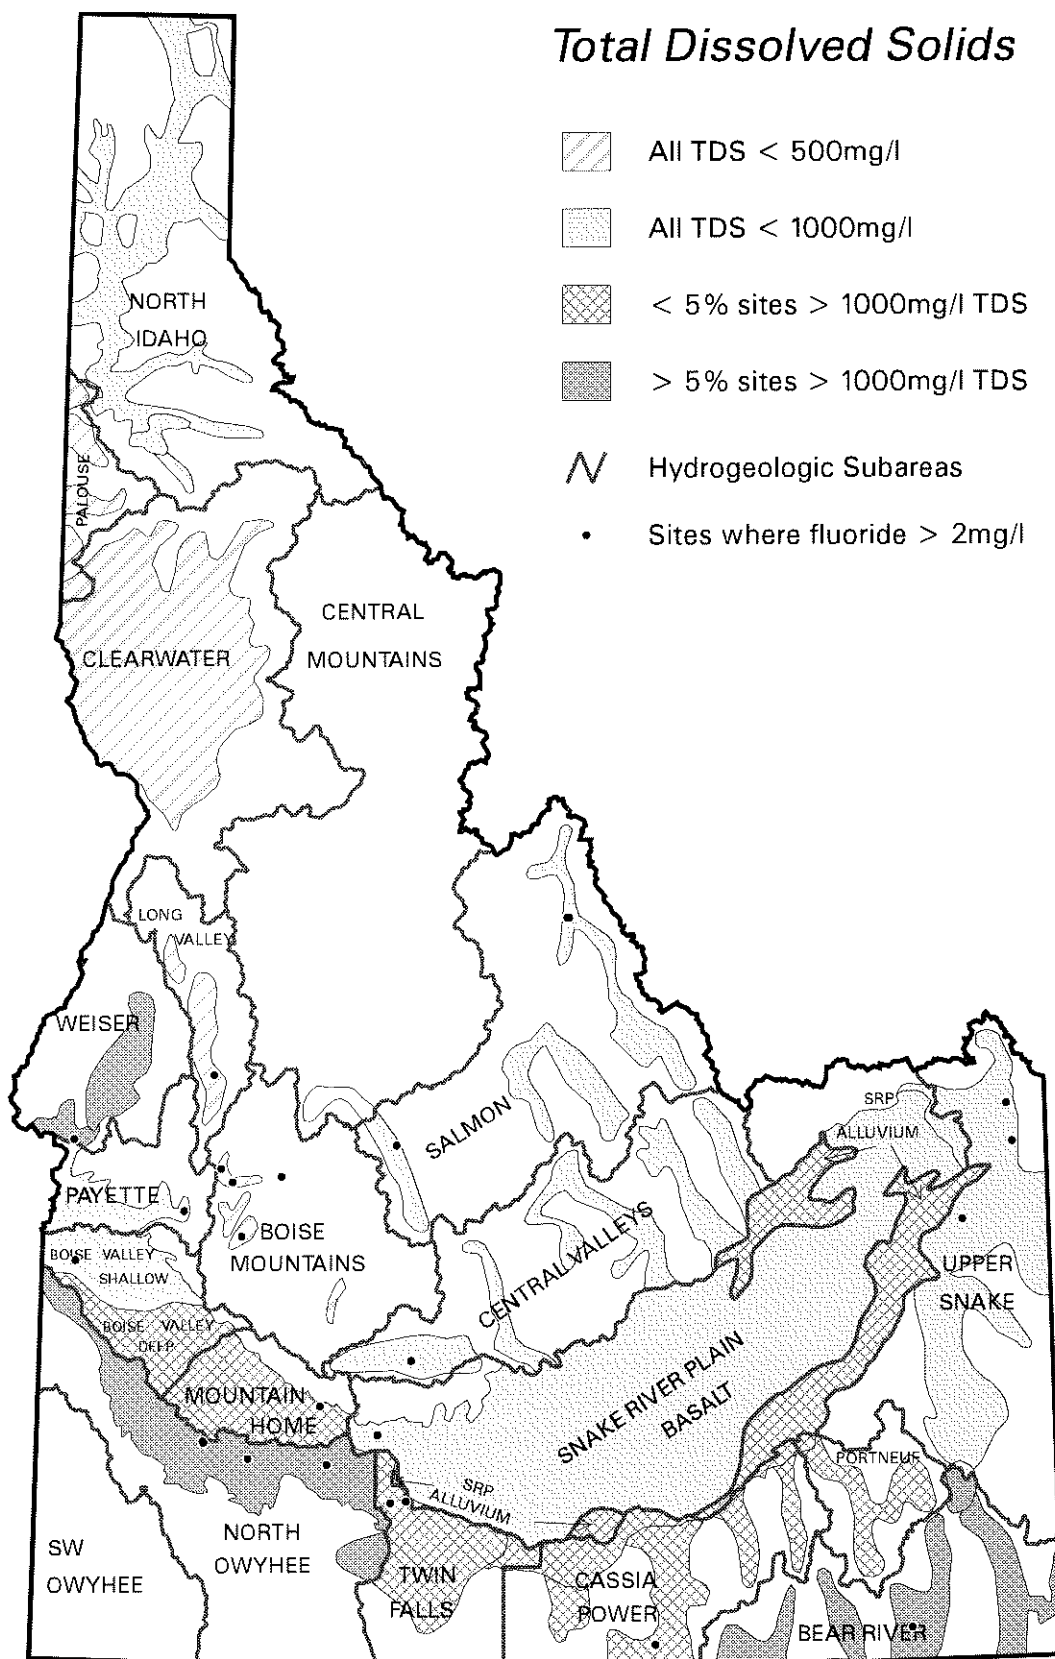 Total Dissolved Solids
All TDS < 500mg/l
All TDS < 1000mg/l
< 5% sites > 1000mg/l TDS
> 5% sites > 1000mg/l TDS
Hydrogeologic Subareas
Sites where fluoride > 2mg/l
NORTH
IDAHO
PALOUSE
CLEARWATER
CENTRAL
MOUNTAINS
LONG
VALLEY
WEISER
SALMON
SRP
ALLUVIUM
PAYETTE
BOISE
MOUNTAINS
BOISE VALLEY
SHALLOW
CENTRAL VALLEYS
UPPER
SNAKE
BOISE VALLEY
DEEP
MOUNTAIN
HOME
SNAKE RIVER PLAIN
BASALT
PORTNEUF
SRP
ALLUVIUM
NORTH
OWYHEE
SW
OWYHEE
TWIN
FALLS
CASSIA
POWER
BEAR RIVER